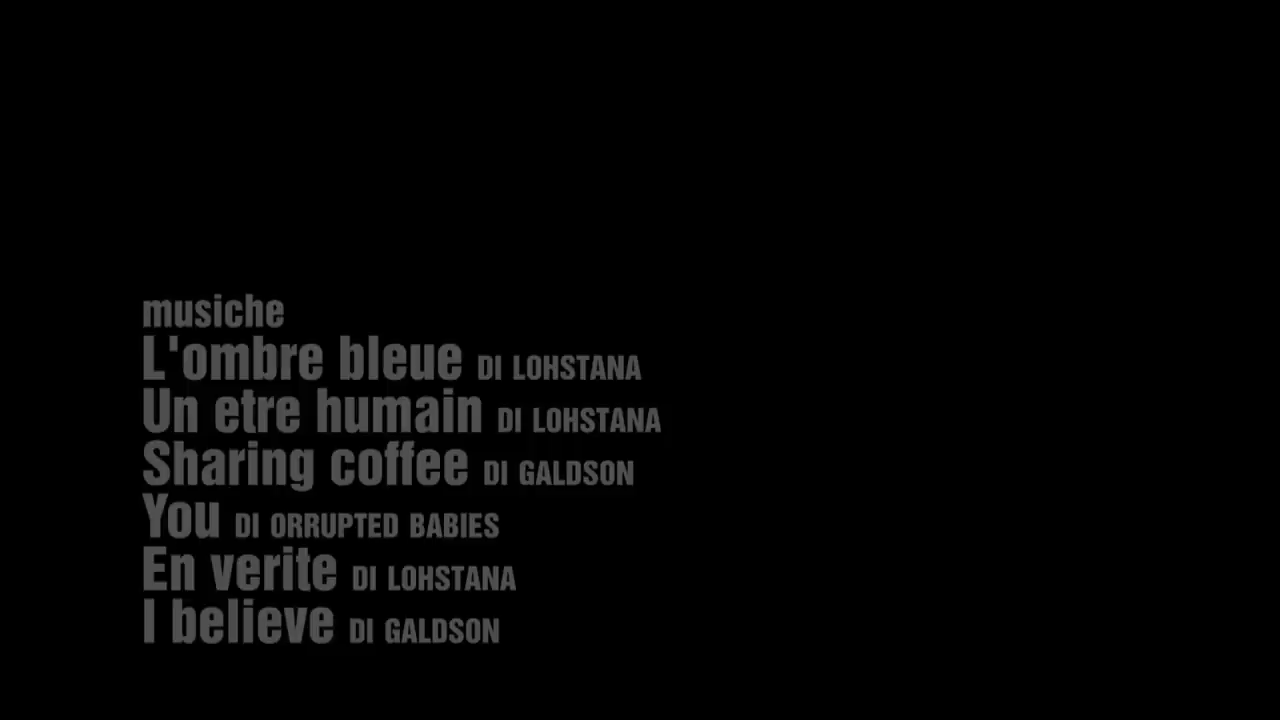 musiche
L'ombre bleue DI LOHSTANA
Un etre humain DI LOHSTANA
Sharing coffee DI GALDSON
You DI ORRUPTED BABIES
En verite DI LOHSTANA
I believe DI GALDSON